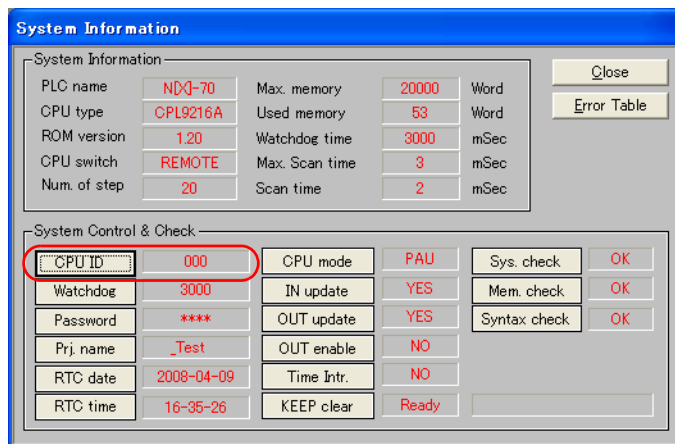 System Information
System Information
PLC name N[X]-70 Max. memory 20000 Word Close
CPU type CPL9216A Used memory 53 Word Error Table
ROM version 1.20 Watchdog time 3000 mSec
CPU switch REMOTE Max. Scan time 3 mSec
Num. of step 20 Scan time 2 mSec
System Control & Check
CPU ID 000 CPU mode PAU Sys. check OK
Watchdog 3000 IN update YES Mem. check OK
Password **** OUT update YES Syntax check OK
Prj. name _Test OUT enable NO
RTC date 2008-04-09 Time Intr. NO
RTC time 16-35-26 KEEP clear Ready